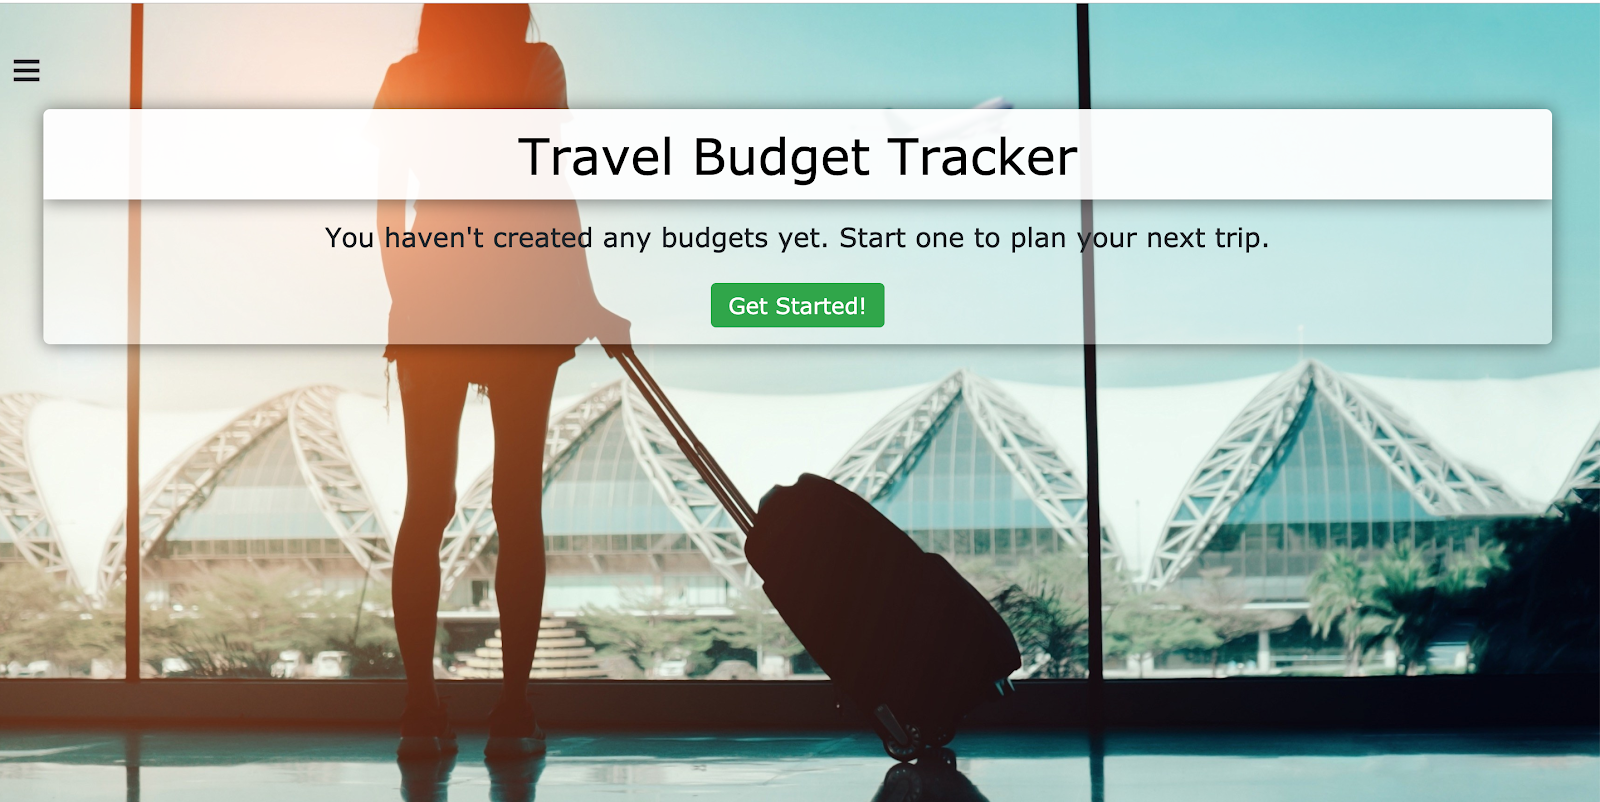 Travel Budget Tracker
You haven't created any budgets yet. Start one to plan your next trip.
Get Started!